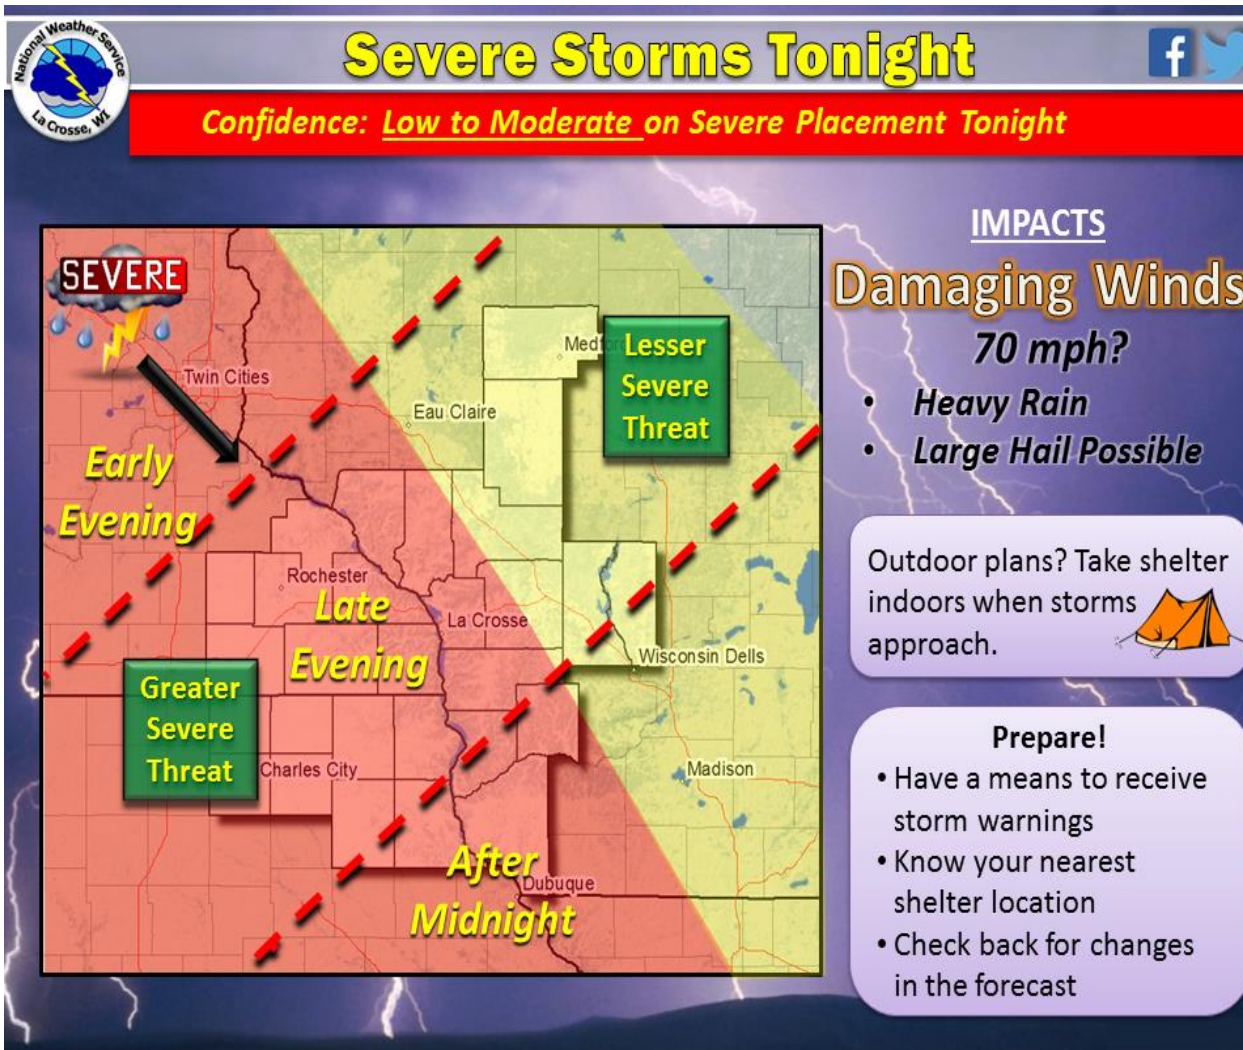 National Weather Service
La Crosse, WI
Severe Storms Tonight
f
Confidence: Low to Moderate on Severe Placement Tonight
SEVERE
Twin Cities
Early
Evening
Eau Claire
Lesser
Severe
Threat
Rochester
Late
Evening
La Crosse
Wisconsin Dells
Greater
Severe
Threat
Charles City
Madison
After
Midnight
Dubuque
IMPACTS
Damaging Winds
70 mph?
• Heavy Rain
• Large Hail Possible
Outdoor plans? Take shelter
indoors when storms
approach.
Prepare!
• Have a means to receive
storm warnings
• Know your nearest
shelter location
• Check back for changes
in the forecast